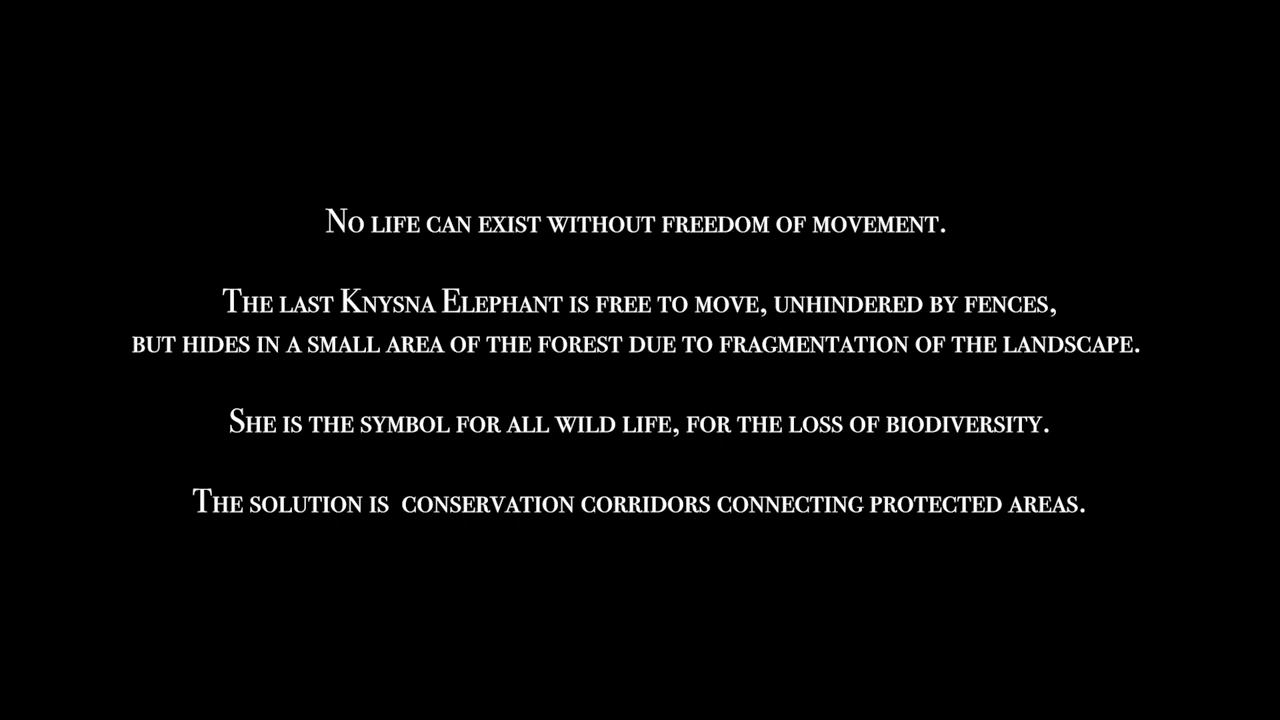 No life can exist without freedom of movement.
The last Knysna Elephant is free to move, unhindered by fences,
but hides in a small area of the forest due to fragmentation of the landscape.
She is the symbol for all wild life, for the loss of biodiversity.
The solution is  conservation corridors connecting protected areas.